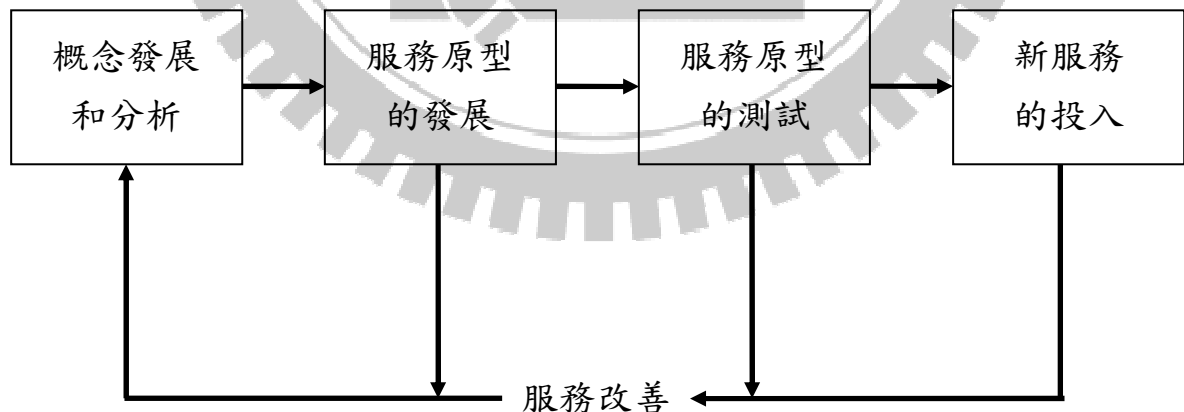 概念發展
和分析
服務原型
的發展
服務原型
的測試
新服務
的投入
服務改善